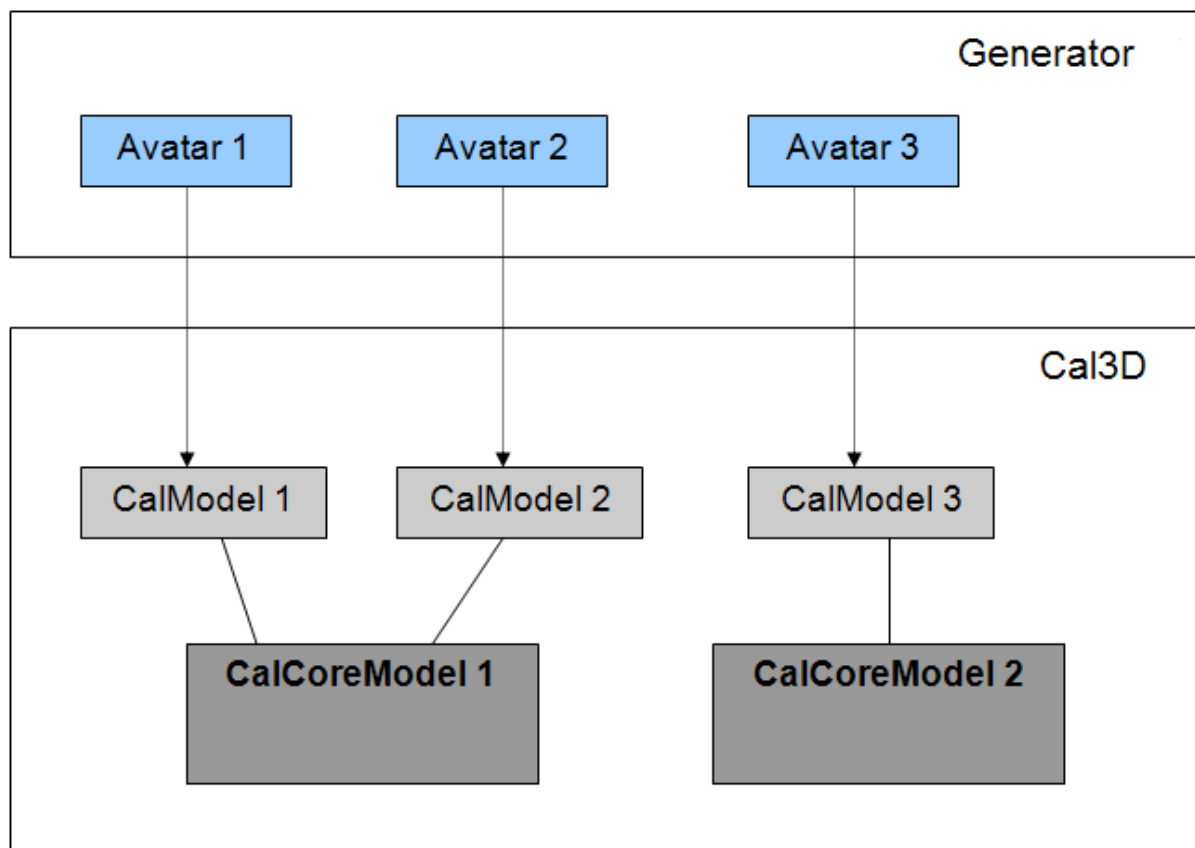 Generator
Avatar 1
Avatar 2
Avatar 3
Cal3D
CalModel 1
CalModel 2
CalModel 3
CalCoreModel 1
CalCoreModel 2